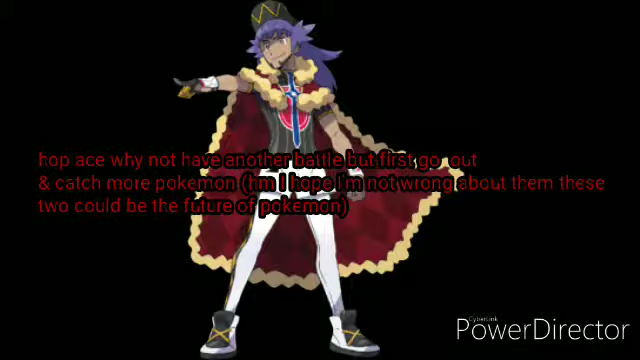 hop ace why not have another battle but first go out
& catch more pokemon (hm I hope I'm not wrong about them these
two could be the future of pokemon)
CyberLink
PowerDirector